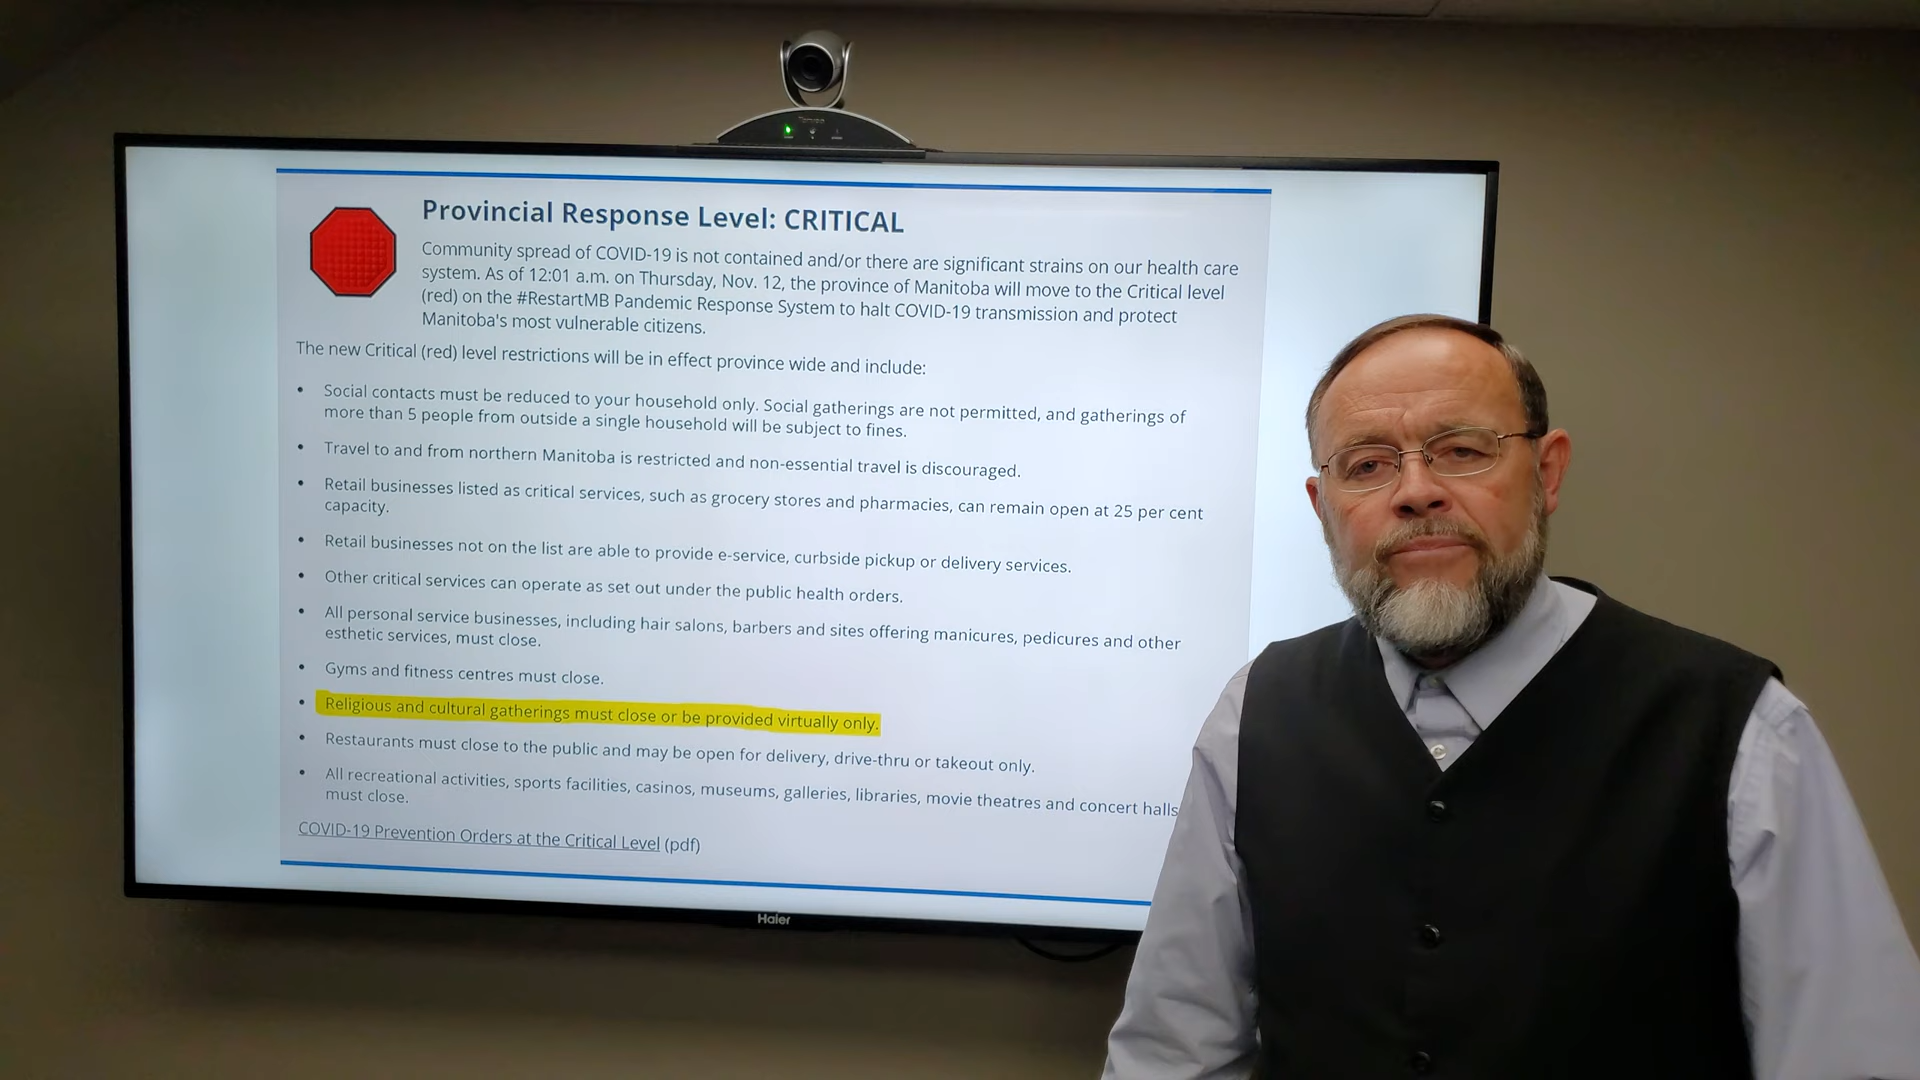 Provincial Response Level: CRITICAL
Community spread of COVID-19 is not contained and/or there are significant strains on our health care
system. As of 12:01 a.m. on Thursday, Nov. 12, the province of Manitoba will move to the Critical level
(red) on the #RestartMB Pandemic Response System to halt COVID-19 transmission and protect
Manitoba's most vulnerable citizens.
The new Critical (red) level restrictions will be in effect province wide and include:
• Social contacts must be reduced to your household only. Social gatherings are not permitted, and gatherings of
more than 5 people from outside a single household will be subject to fines.
• Travel to and from northern Manitoba is restricted and non-essential travel is discouraged.
• Retail businesses listed as critical services, such as grocery stores and pharmacies, can remain open at 25 per cent
capacity.
• Retail businesses not on the list are able to provide e-service, curbside pickup or delivery services.
• Other critical services can operate as set out under the public health orders.
• All personal service businesses, including hair salons, barbers and sites offering manicures, pedicures and other
esthetic services, must close.
• Gyms and fitness centres must close.
• Religious and cultural gatherings must close or be provided virtually only.
• Restaurants must close to the public and may be open for delivery, drive-thru or takeout only.
• All recreational activities, sports facilities, casinos, museums, galleries, libraries, movie theatres and concert halls
must close.
COVID-19 Prevention Orders at the Critical Level (pdf)
Haier